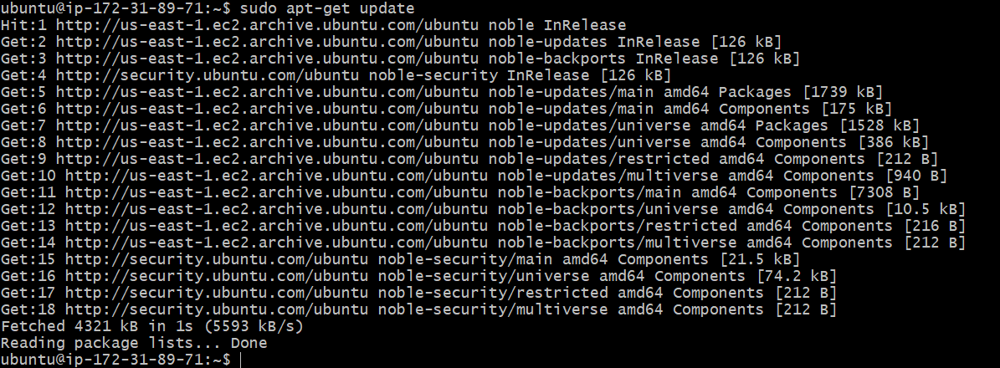 ubuntu@ip-172-31-89-71:~$ sudo apt-get update
Hit:1 http://us-east-1.ec2.archive.ubuntu.com/ubuntu noble InRelease
Get:2 http://us-east-1.ec2.archive.ubuntu.com/ubuntu noble-updates InRelease [126 kB]
Get:3 http://us-east-1.ec2.archive.ubuntu.com/ubuntu noble-backports InRelease [126 kB]
Get:4 http://security.ubuntu.com/ubuntu noble-security InRelease [126 kB]
Get:5 http://us-east-1.ec2.archive.ubuntu.com/ubuntu noble-updates/main amd64 Packages [1739 kB]
Get:6 http://us-east-1.ec2.archive.ubuntu.com/ubuntu noble-updates/main amd64 Components [175 kB]
Get:7 http://us-east-1.ec2.archive.ubuntu.com/ubuntu noble-updates/universe amd64 Packages [1528 kB]
Get:8 http://us-east-1.ec2.archive.ubuntu.com/ubuntu noble-updates/universe amd64 Components [386 kB]
Get:9 http://us-east-1.ec2.archive.ubuntu.com/ubuntu noble-updates/restricted amd64 Components [212 B]
Get:10 http://us-east-1.ec2.archive.ubuntu.com/ubuntu noble-updates/multiverse amd64 Components [940 B]
Get:11 http://us-east-1.ec2.archive.ubuntu.com/ubuntu noble-backports/main amd64 Components [7308 B]
Get:12 http://us-east-1.ec2.archive.ubuntu.com/ubuntu noble-backports/universe amd64 Components [10.5 kB]
Get:13 http://us-east-1.ec2.archive.ubuntu.com/ubuntu noble-backports/restricted amd64 Components [216 B]
Get:14 http://us-east-1.ec2.archive.ubuntu.com/ubuntu noble-backports/multiverse amd64 Components [212 B]
Get:15 http://security.ubuntu.com/ubuntu noble-security/main amd64 Components [21.5 kB]
Get:16 http://security.ubuntu.com/ubuntu noble-security/universe amd64 Components [74.2 kB]
Get:17 http://security.ubuntu.com/ubuntu noble-security/restricted amd64 Components [212 B]
Get:18 http://security.ubuntu.com/ubuntu noble-security/multiverse amd64 Components [212 B]
Fetched 4321 kB in 1s (5593 kB/s)
Reading package lists... Done
ubuntu@ip-172-31-89-71:~$